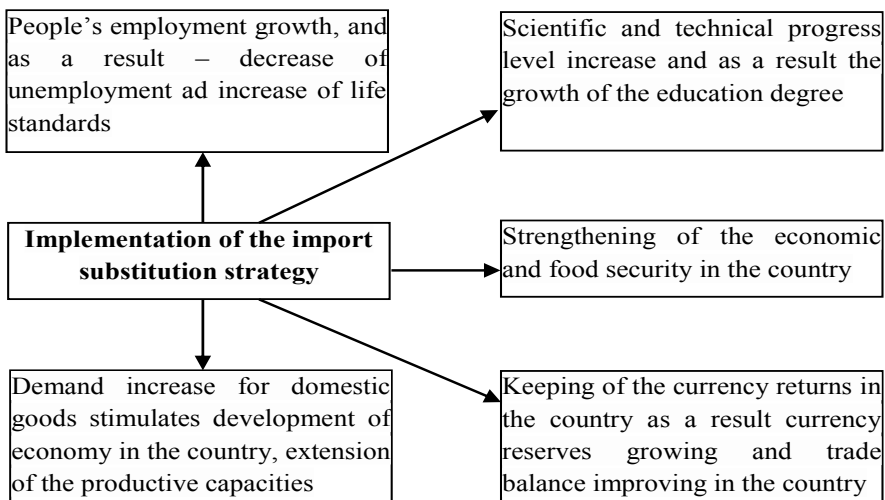 People’s employment growth, and
as a result – decrease of
unemployment ad increase of life
standards
Scientific and technical progress
level increase and as a result the
growth of the education degree
Implementation of the import
substitution strategy
Strengthening of the economic
and food security in the country
Demand increase for domestic
goods stimulates development of
economy in the country, extension
of the productive capacities
Keeping of the currency returns in
the country as a result currency
reserves growing and trade
balance improving in the country